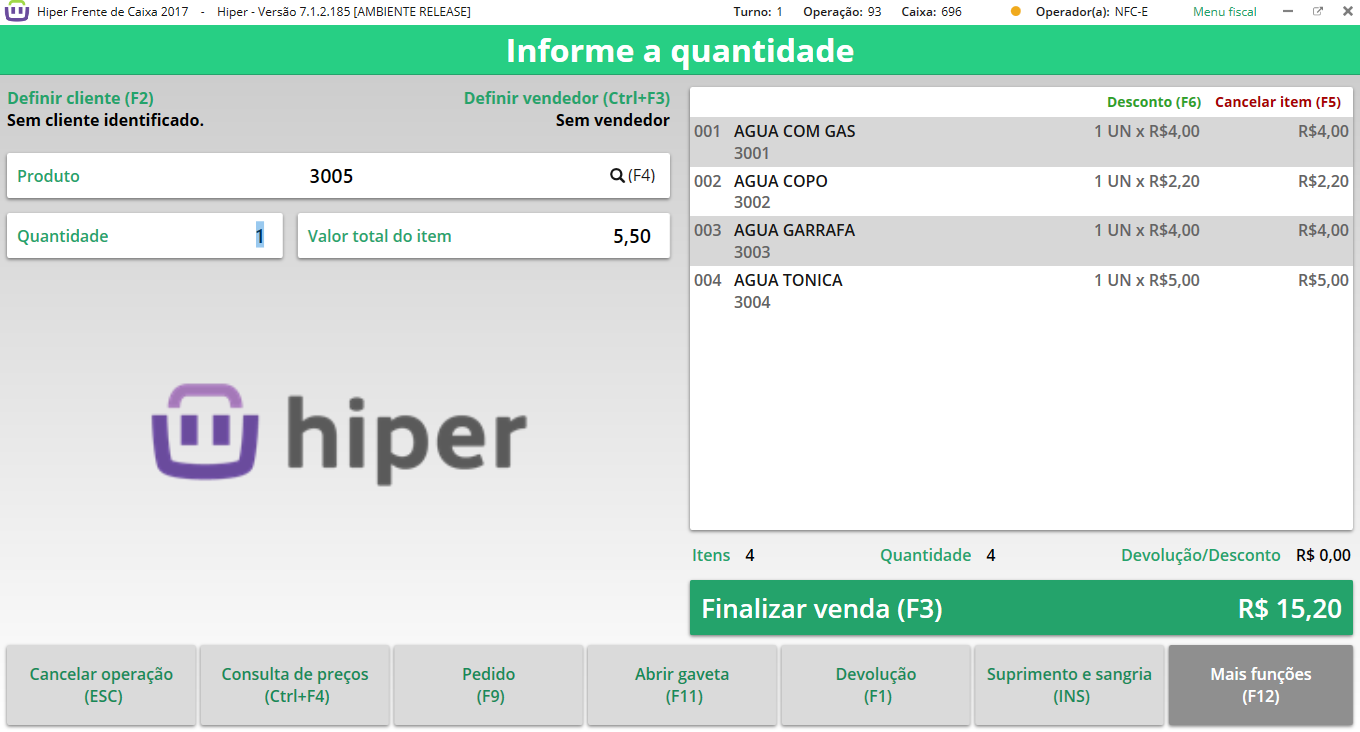 Hiper Frente de Caixa 2017 - Hiper - Versão 7.1.2.185 [AMBIENTE RELEASE] Turno: 1 Operação: 93 Caixa: 696 Operador(a): NFC-E Menu fiscal
Informe a quantidade
Definir cliente (F2) Definir vendedor (Ctrl+F3)
Sem cliente identificado. Sem vendedor
Produto 3005 (F4)
Quantidade 1 Valor total do item 5,50
hiper
Desconto (F6) Cancelar item (F5)
001 AGUA COM GAS 1 UN x R$4,00 R$4,00
3001
002 AGUA COPO 1 UN x R$2,20 R$2,20
3002
003 AGUA GARRAFA 1 UN x R$4,00 R$4,00
3003
004 AGUA TONICA 1 UN x R$5,00 R$5,00
3004
Itens 4 Quantidade 4 Devolução/Desconto R$ 0,00
Finalizar venda (F3) R$ 15,20
Cancelar operação
(ESC)
Consulta de preços
(Ctrl+F4)
Pedido
(F9)
Abrir gaveta
(F11)
Devolução
(F1)
Suprimento e sangria
(INS)
Mais funções
(F12)